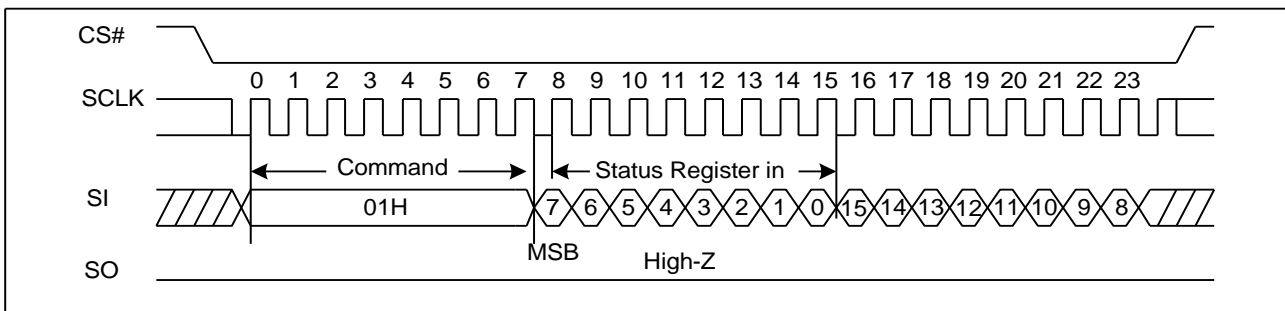 CS#
0 1 2 3 4 5 6 7 8 9 10 11 12 13 14 15 16 17 18 19 20 21 22 23
SCLK
Command Status Register in
SI 01H 7 6 5 4 3 2 1 0 15 14 13 12 11 10 9 8
MSB High-Z
SO